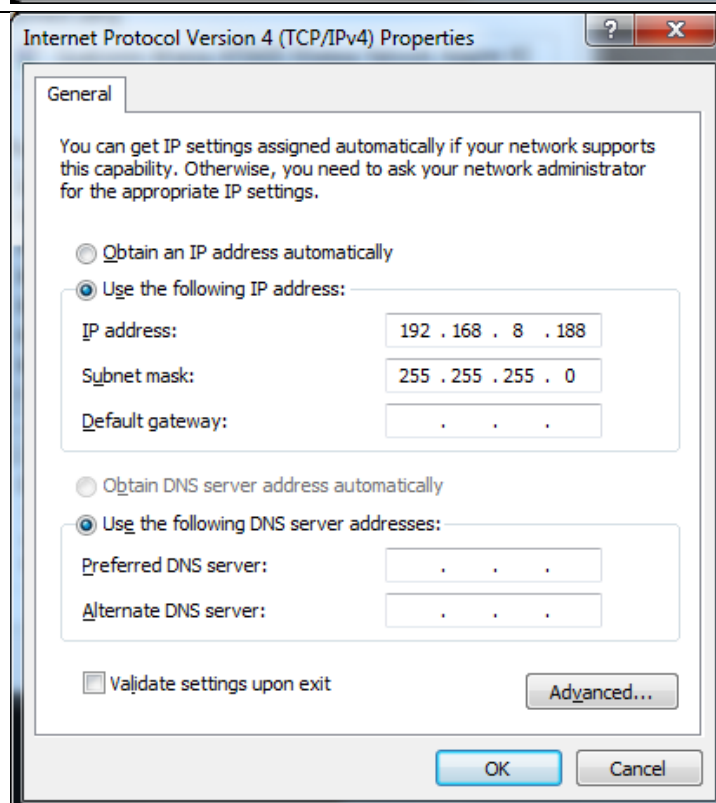 Internet Protocol Version 4 (TCP/IPv4) Properties
General
You can get IP settings assigned automatically if your network supports
this capability. Otherwise, you need to ask your network administrator
for the appropriate IP settings.
Obtain an IP address automatically
Use the following IP address:
IP address: 192 . 168 . 8 . 188
Subnet mask: 255 . 255 . 255 . 0
Default gateway: . . .
Obtain DNS server address automatically
Use the following DNS server addresses:
Preferred DNS server: . . .
Alternate DNS server: . . .
Validate settings upon exit
Advanced...
OK Cancel